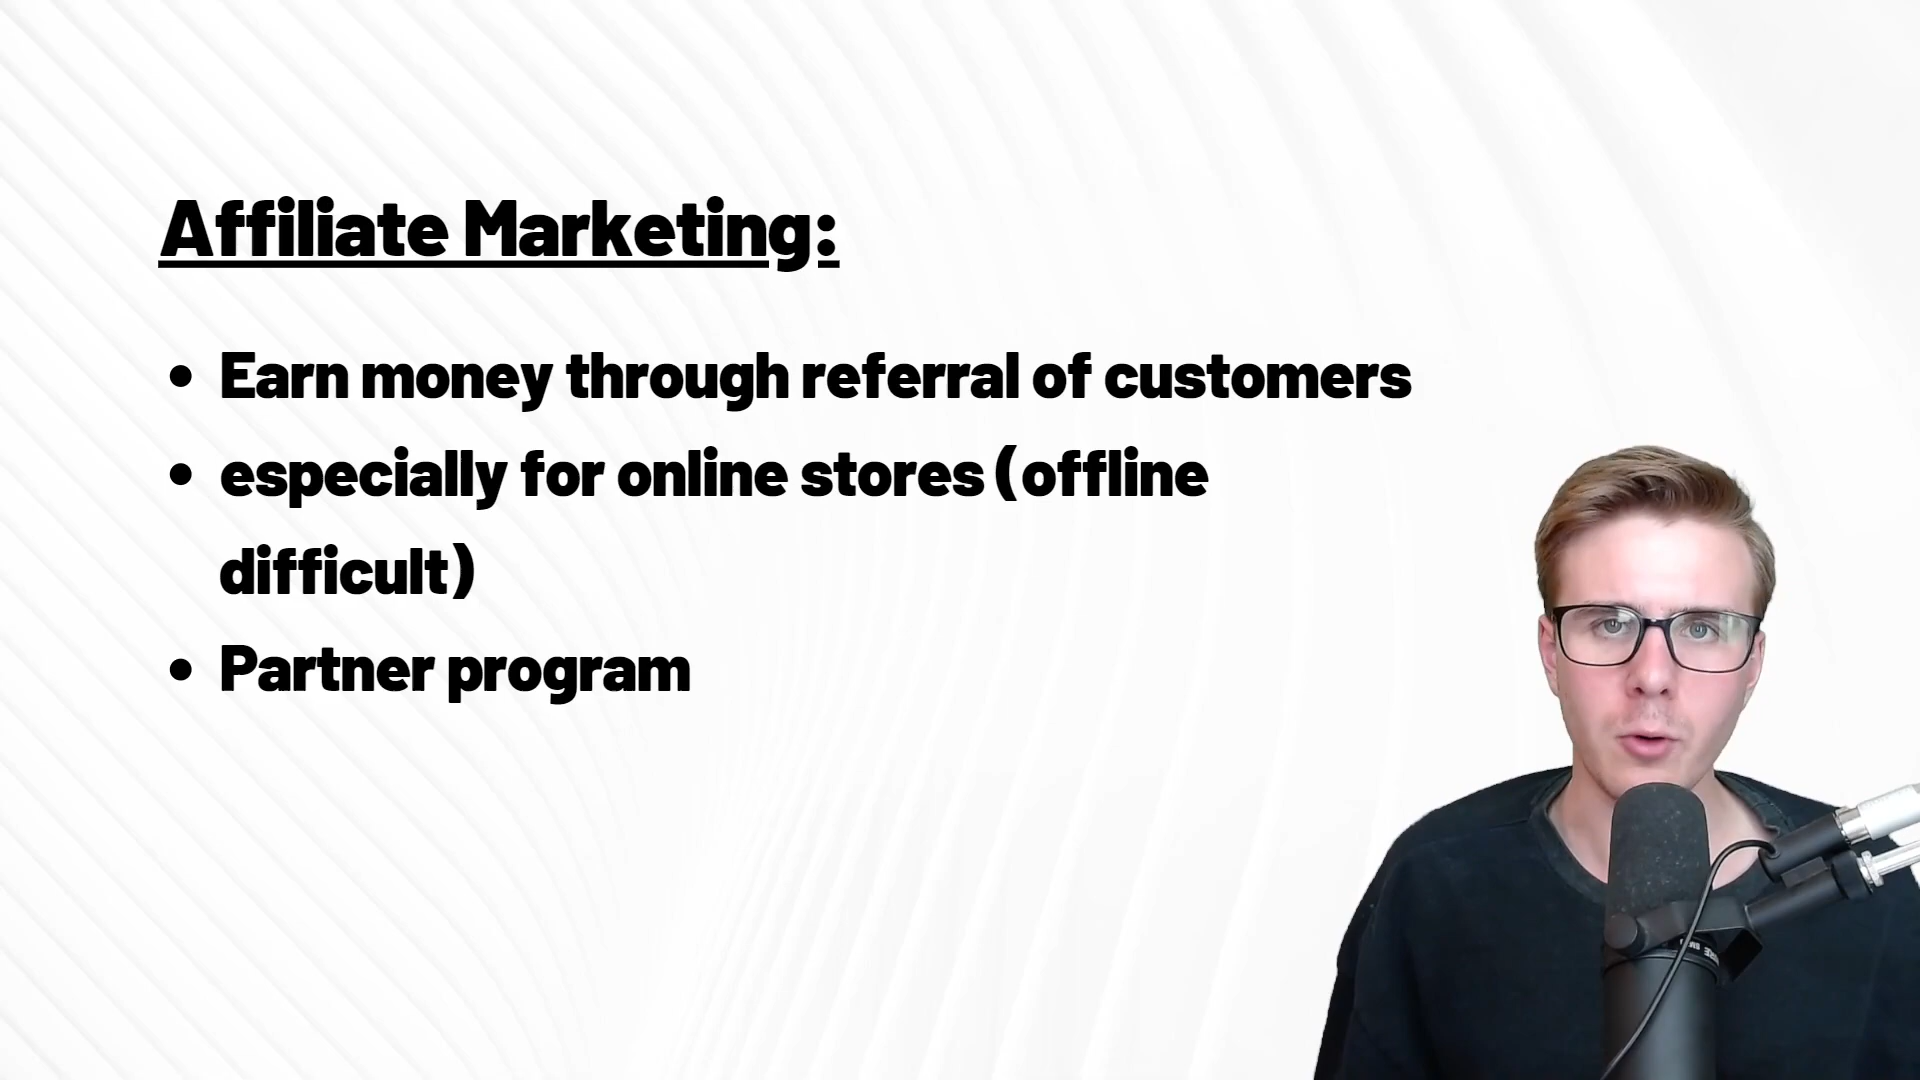 Affiliate Marketing:
• Earn money through referral of customers
• especially for online stores (offline
difficult)
• Partner program